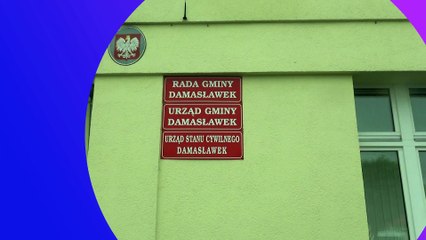 RADA GMINY
DAMASŁAWEK
URZĄD GMINY
DAMASŁAWEK
URZĄD STANU CYWILNEGO
DAMASŁAWEK